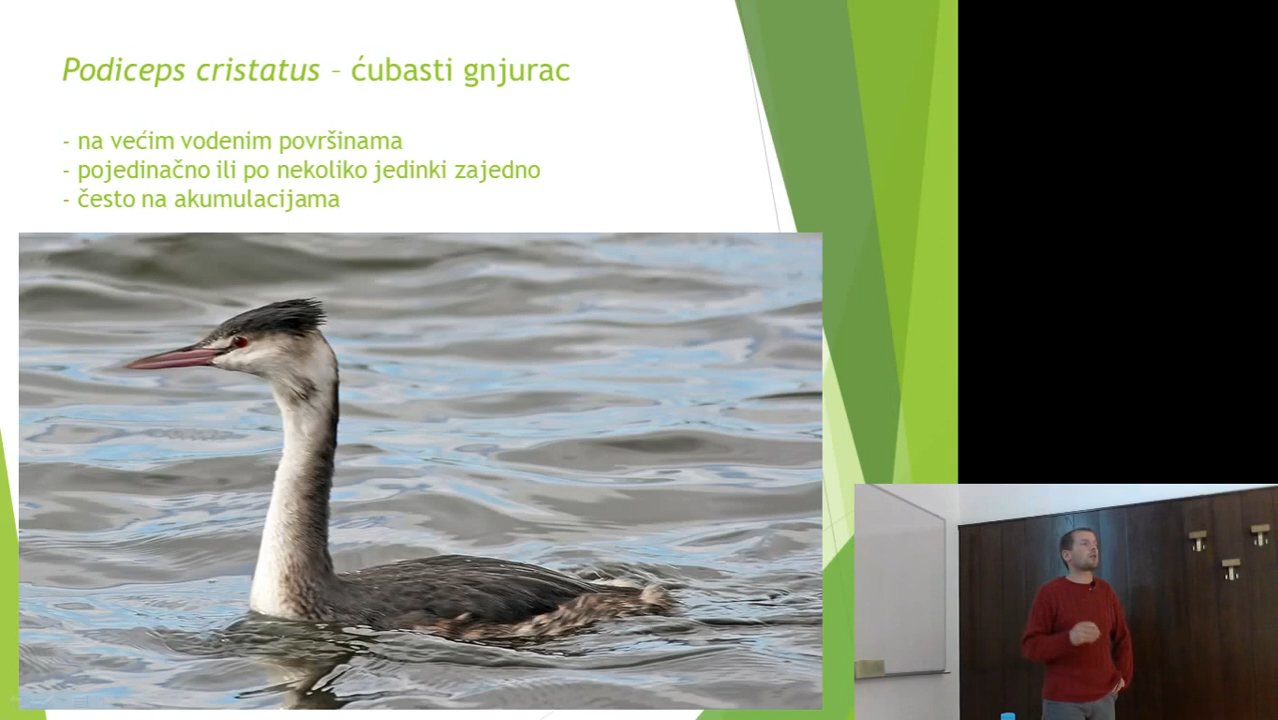 Podiceps cristatus – ćubasti gnjurac
- na većim vodenim površinama
- pojedinačno ili po nekoliko jedinki zajedno
- često na akumulacijama